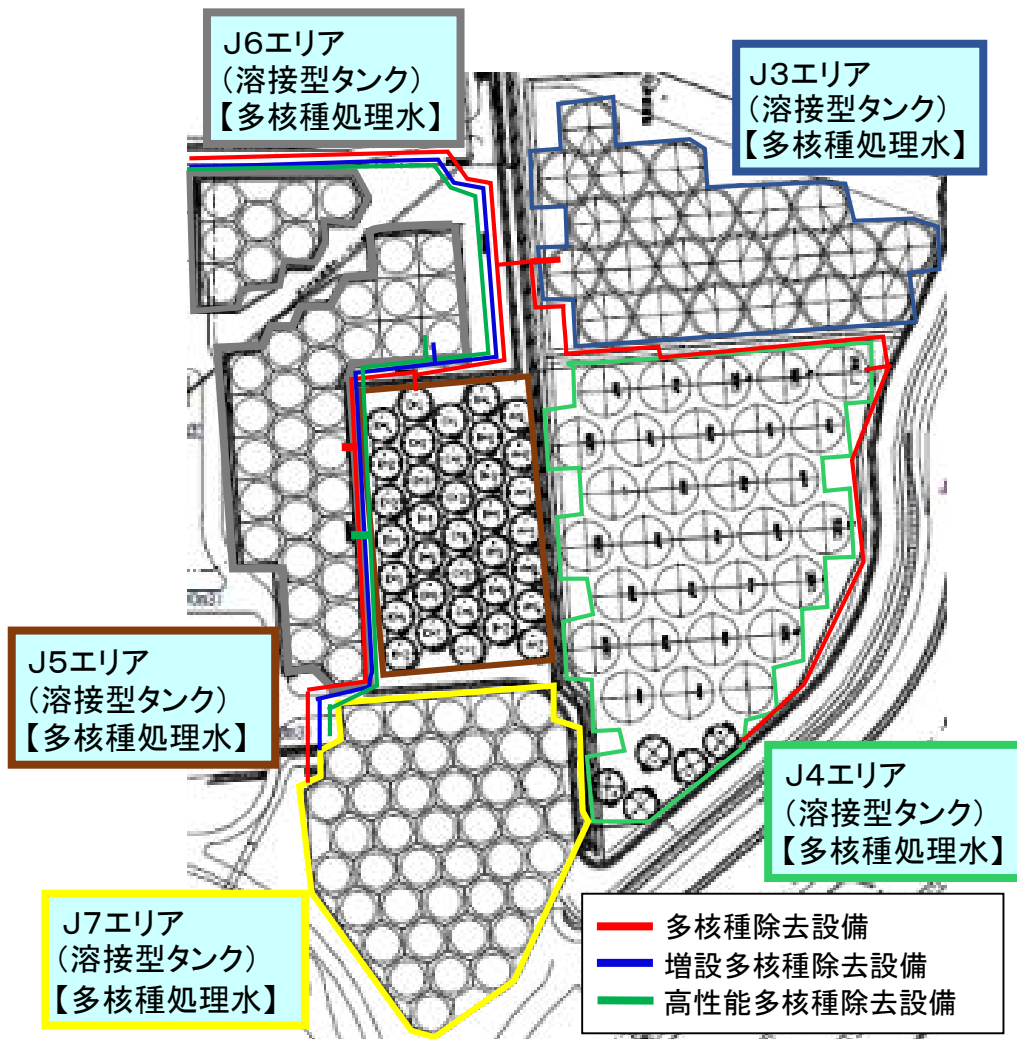 J6エリア
(溶接型タンク)
【多核種処理水】
J3エリア
(溶接型タンク)
【多核種処理水】
J5エリア
(溶接型タンク)
【多核種処理水】
J4エリア
(溶接型タンク)
【多核種処理水】
J7エリア
(溶接型タンク)
【多核種処理水】
多核種除去設備
増設多核種除去設備
高性能多核種除去設備